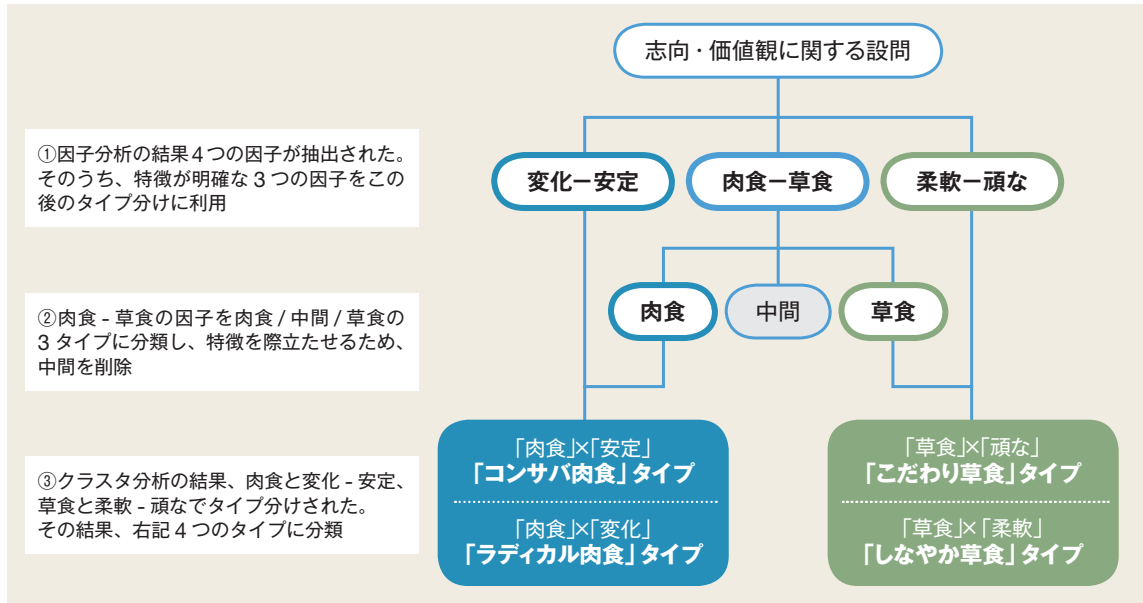 志向・価値観に関する設問
①因子分析の結果4つの因子が抽出された。
そのうち、特徴が明確な3つの因子をこの
後のタイプ分けに利用
変化ー安定
肉食ー草食
柔軟ー頑な
②肉食 - 草食の因子を肉食 / 中間 / 草食の
3タイプに分類し、特徴を際立たせるため、
中間を削除
肉食
中間
草食
③クラスタ分析の結果、肉食と変化 - 安定、
草食と柔軟 - 頑なでタイプ分けされた。
その結果、右記4つのタイプに分類
「肉食」×「安定」
「コンサバ肉食」タイプ
「肉食」×「変化」
「ラディカル肉食」タイプ
「草食」×「頑な」
「こだわり草食」タイプ
「草食」×「柔軟」
「しなやか草食」タイプ